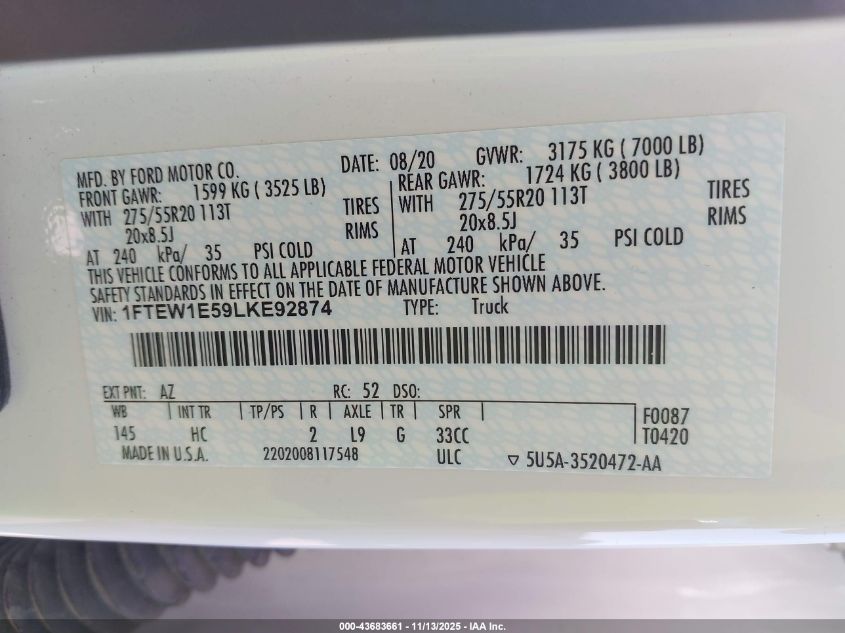 MFD. BY FORD MOTOR CO. DATE: 08/20 GVWR: 3175 KG ( 7000 LB)
FRONT GAWR: 1599 KG ( 3525 LB) REAR GAWR: 1724 KG ( 3800 LB)
WITH 275/55R20 113T TIRES WITH 275/55R20 113T TIRES
20x8.5J RIMS 20x8.5J RIMS
AT 240 kPa/ 35 PSI COLD AT 240 kPa/ 35 PSI COLD
THIS VEHICLE CONFORMS TO ALL APPLICABLE FEDERAL MOTOR VEHICLE
SAFETY STANDARDS IN EFFECT ON THE DATE OF MANUFACTURE SHOWN ABOVE.
VIN: 1FTEW1E59LKE92874 TYPE: Truck
EXT PNT: AZ RC: 52 DSO:
WB INT TR TP/PS R AXLE TR SPR F0087
145 HC 2 L9 G 33CC T0420
MADE IN U.S.A. 2202008117548 ULC ▽ 5U5A-3520472-AA
000-43683661 - 11/13/2025 - IAA Inc.